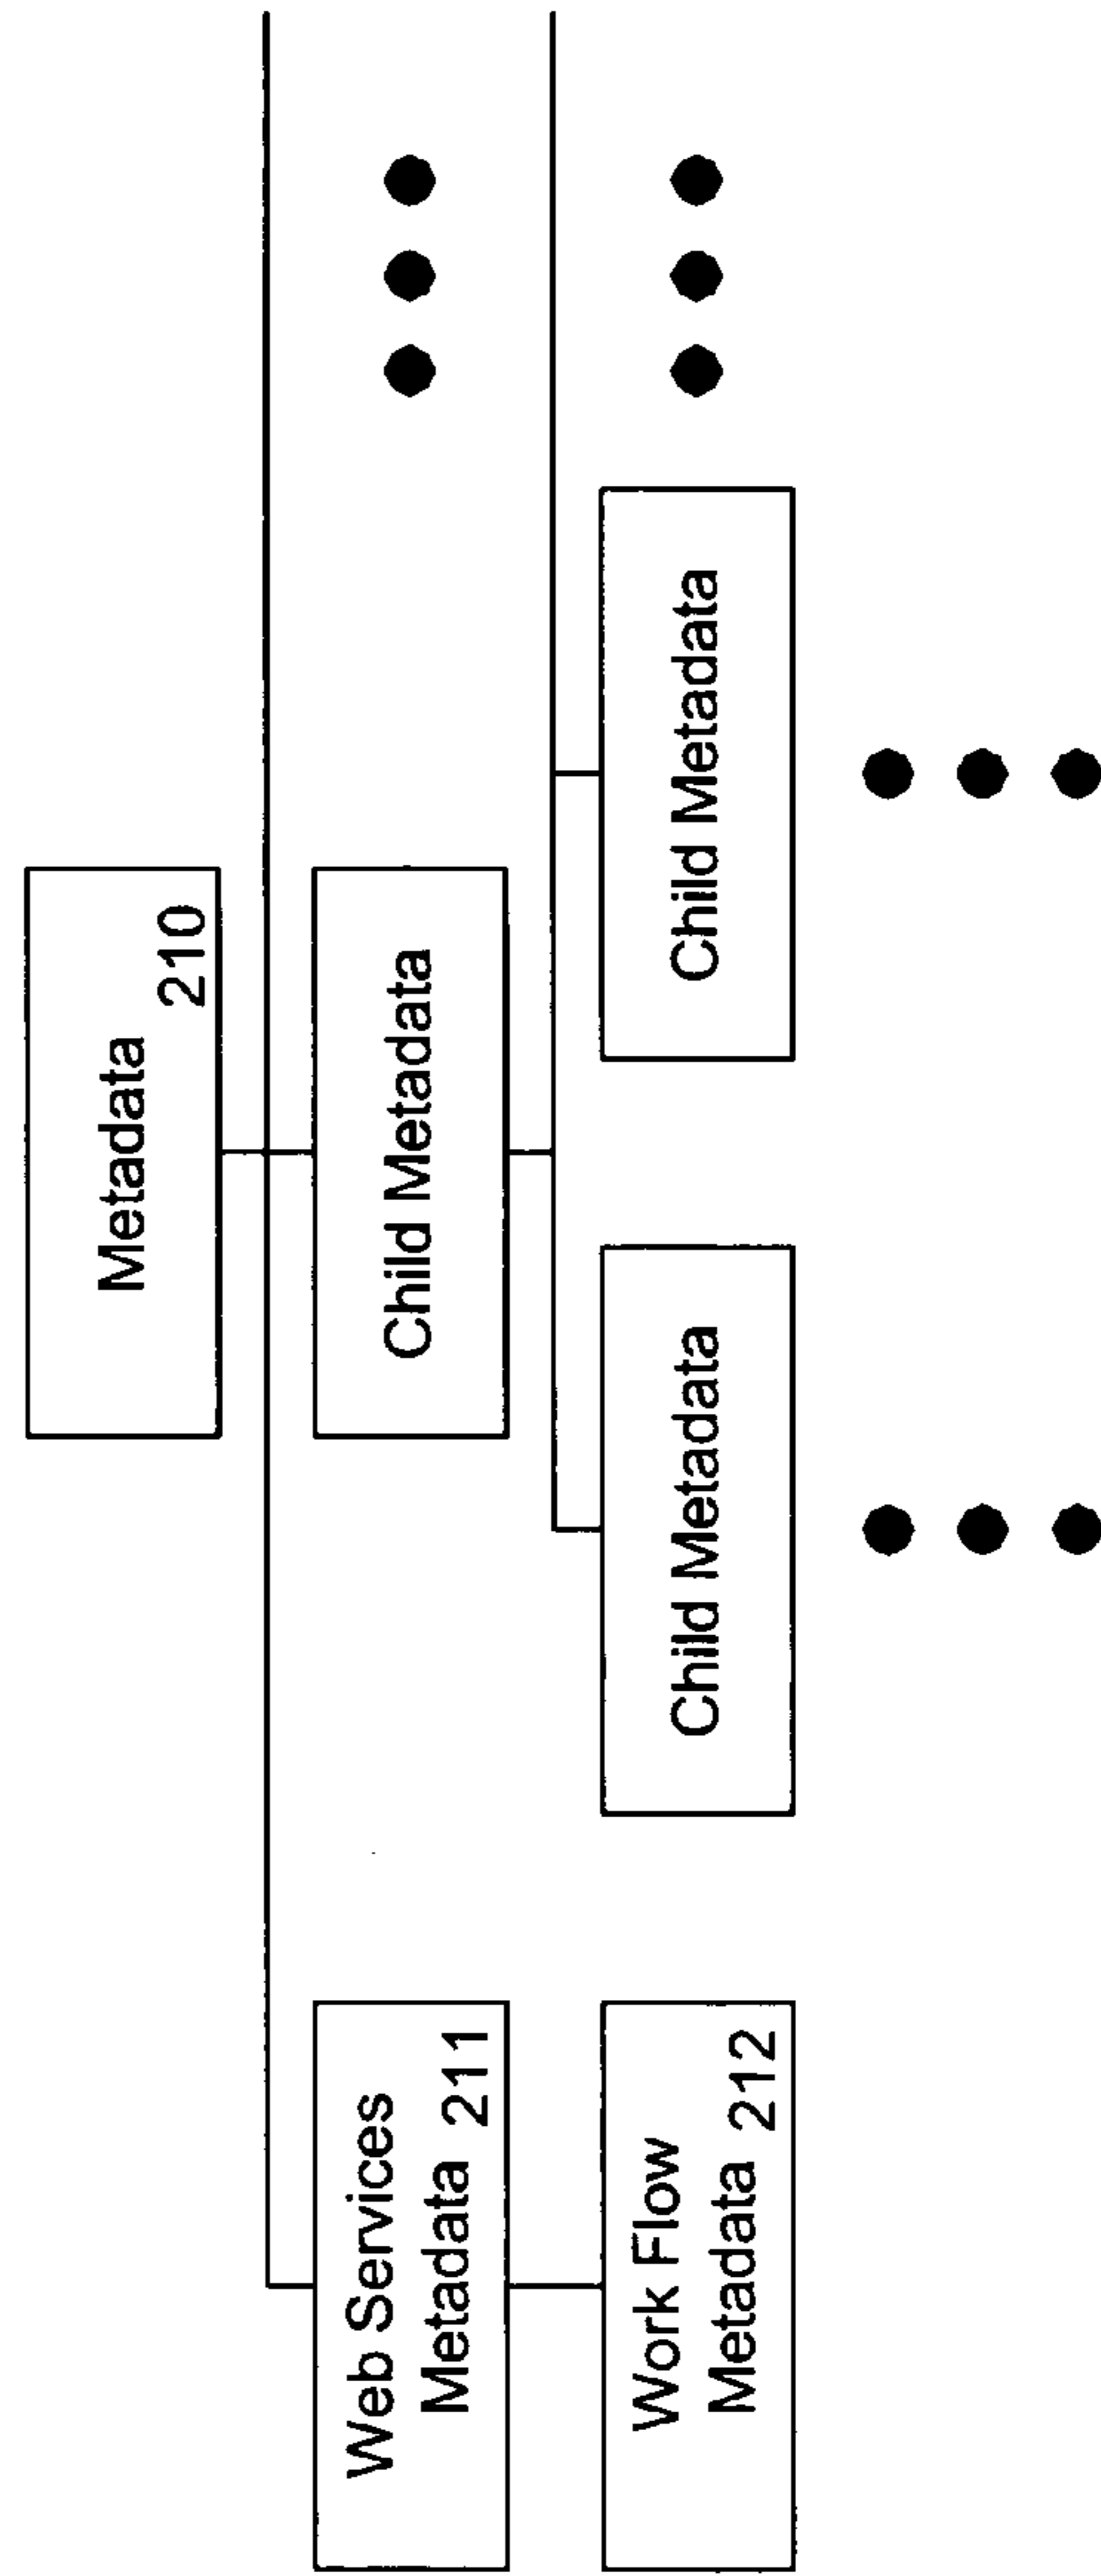 Metadata
210
Web Services
Metadata 211
Child Metadata
Work Flow
Metadata 212
Child Metadata
Child Metadata